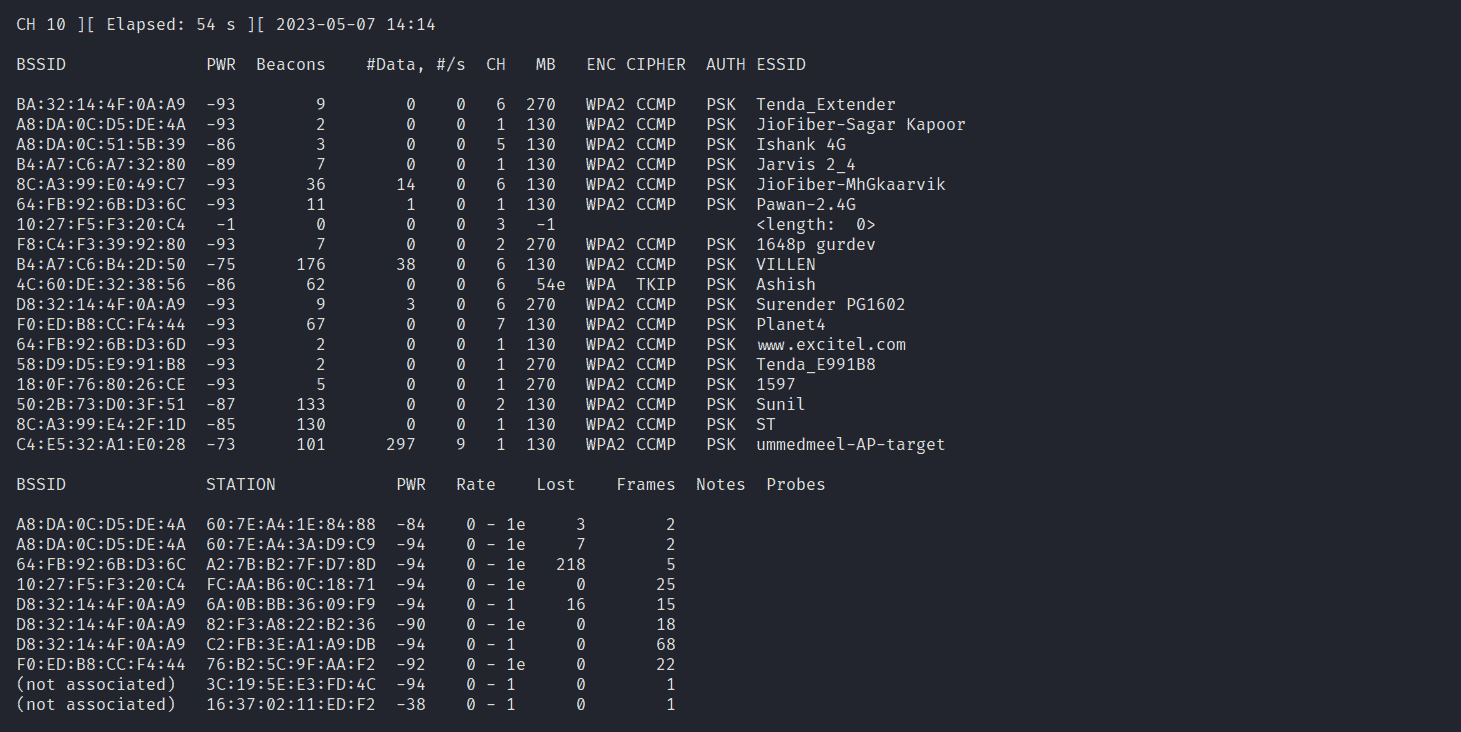 CH 10 ][ Elapsed: 54 s ][ 2023-05-07 14:14
BSSID PWR Beacons #Data, #/s CH MB ENC CIPHER AUTH ESSID
BA:32:14:4F:0A:A9 -93 9 0 0 6 270 WPA2 CCMP PSK Tenda_Extender
A8:DA:0C:D5:DE:4A -93 2 0 0 1 130 WPA2 CCMP PSK JioFiber-Sagar Kapoor
A8:DA:0C:51:5B:39 -86 3 0 0 5 130 WPA2 CCMP PSK Ishank 4G
B4:A7:C6:A7:32:80 -89 7 0 0 1 130 WPA2 CCMP PSK Jarvis 2_4
8C:A3:99:E0:49:C7 -93 36 14 0 6 130 WPA2 CCMP PSK JioFiber-MhGkaarvik
64:FB:92:6B:D3:6C -93 11 1 0 1 130 WPA2 CCMP PSK Pawan-2.4G
10:27:F5:F3:20:C4 -1 0 0 0 3 -1 <length: 0>
F8:C4:F3:39:92:80 -93 7 0 0 2 270 WPA2 CCMP PSK 1648p gurdev
B4:A7:C6:B4:2D:50 -75 176 38 0 6 130 WPA2 CCMP PSK VILLEN
4C:60:DE:32:38:56 -86 62 0 0 6 54e WPA TKIP PSK Ashish
D8:32:14:4F:0A:A9 -93 9 3 0 6 270 WPA2 CCMP PSK Surender PG1602
F0:ED:B8:CC:F4:44 -93 67 0 0 7 130 WPA2 CCMP PSK Planet4
64:FB:92:6B:D3:6D -93 2 0 0 1 130 WPA2 CCMP PSK www.excitel.com
58:D9:D5:E9:91:B8 -93 2 0 0 1 270 WPA2 CCMP PSK Tenda_E991B8
18:0F:76:80:26:CE -93 5 0 0 1 270 WPA2 CCMP PSK 1597
50:2B:73:D0:3F:51 -87 133 0 0 2 130 WPA2 CCMP PSK Sunil
8C:A3:99:E4:2F:1D -85 130 0 0 1 130 WPA2 CCMP PSK ST
C4:E5:32:A1:E0:28 -73 101 297 9 1 130 WPA2 CCMP PSK ummedmeel-AP-target
BSSID STATION PWR Rate Lost Frames Notes Probes
A8:DA:0C:D5:DE:4A 60:7E:A4:1E:84:88 -84 0 - 1e 3 2
A8:DA:0C:D5:DE:4A 60:7E:A4:3A:D9:C9 -94 0 - 1e 7 2
64:FB:92:6B:D3:6C A2:7B:B2:7F:D7:8D -94 0 - 1e 218 5
10:27:F5:F3:20:C4 FC:AA:B6:0C:18:71 -94 0 - 1e 0 25
D8:32:14:4F:0A:A9 6A:0B:BB:36:09:F9 -94 0 - 1 16 15
D8:32:14:4F:0A:A9 82:F3:A8:22:B2:36 -90 0 - 1e 0 18
D8:32:14:4F:0A:A9 C2:FB:3E:A1:A9:DB -94 0 - 1 0 68
F0:ED:B8:CC:F4:44 76:B2:5C:9F:AA:F2 -92 0 - 1e 0 22
(not associated) 3C:19:5E:E3:FD:4C -94 0 - 1 0 1
(not associated) 16:37:02:11:ED:F2 -38 0 - 1 0 1